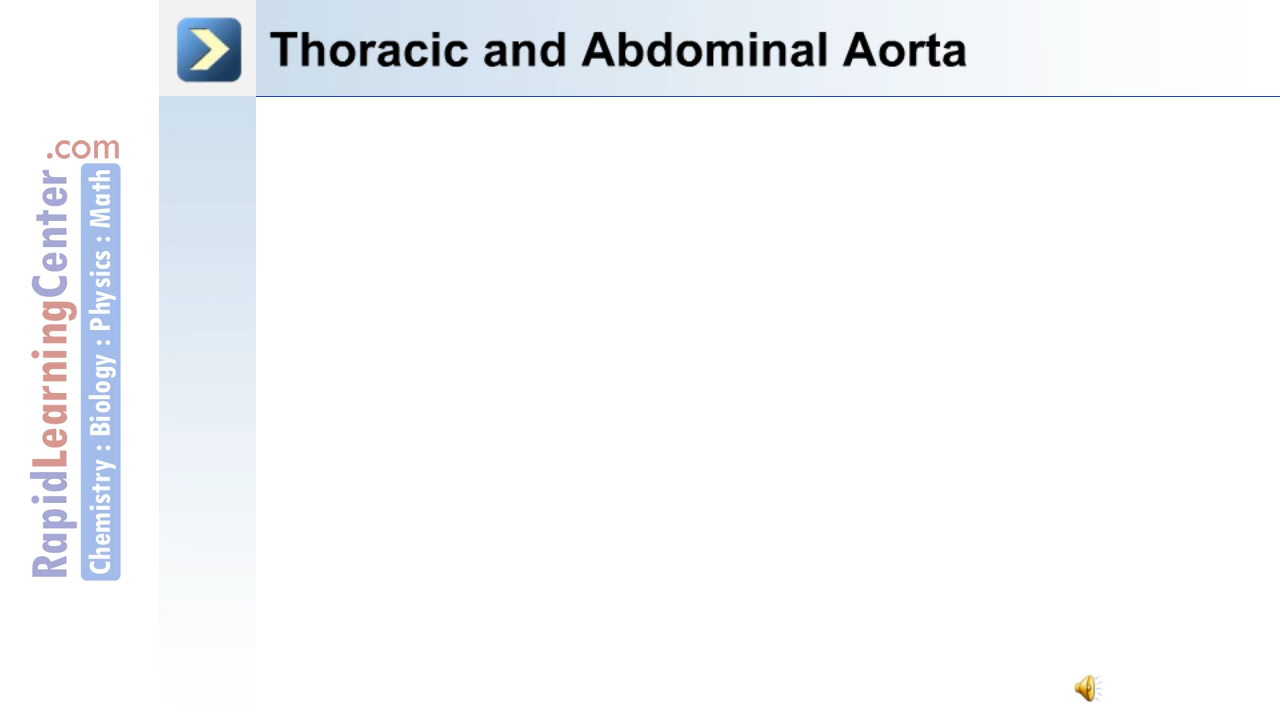 Thoracic and Abdominal Aorta
RapidLearningCenter.com
Chemistry : Biology : Physics : Math